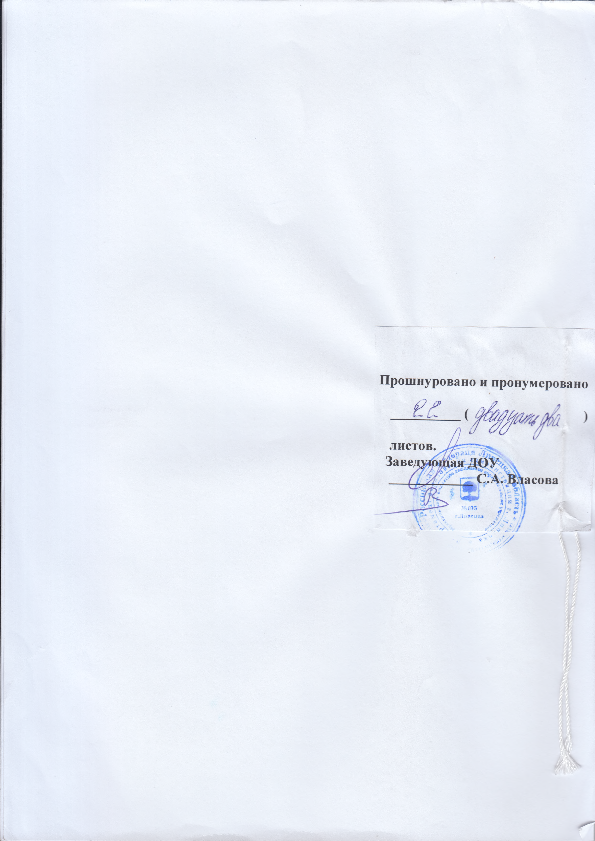 Прошнуровано и пронумеровано
22 (двадцать два)
листов.
Заведующая ДОУ
С.А. Власова